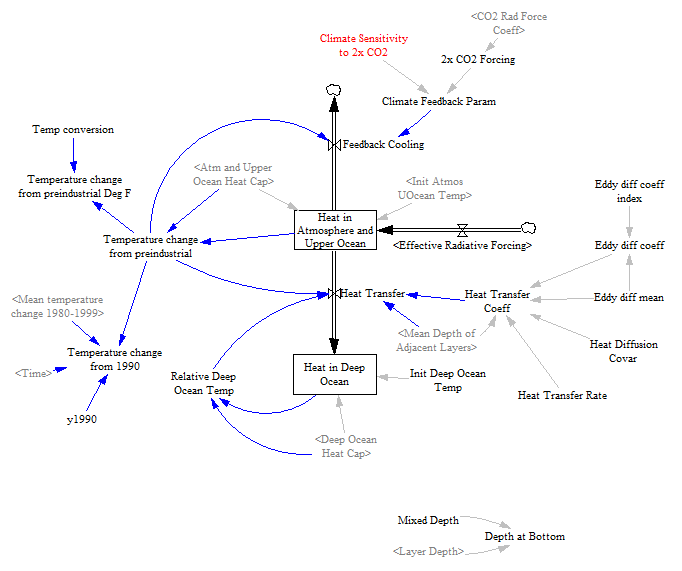 <CO2 Rad Force
Coeff>
Climate Sensitivity
to 2x CO2
2x CO2 Forcing
Climate Feedback Param
Temp conversion
Feedback Cooling
<Atm and Upper
Ocean Heat Cap>
Temperature change
from preindustrial Deg F
<Init Atmos
UOcean Temp>
Eddy diff coeff
index
Heat in
Atmosphere and
Upper Ocean
Temperature change
from preindustrial
<Effective Radiative Forcing>
Eddy diff coeff
<Mean temperature
change 1980-1999>
Heat Transfer
Heat Transfer
Coeff
Eddy diff mean
<Mean Depth of
Adjacent Layers>
Heat Diffusion
Covar
Temperature change
from 1990
<Time>
Relative Deep
Ocean Temp
Heat in Deep
Ocean
Init Deep Ocean
Temp
Heat Transfer Rate
y1990
<Deep Ocean
Heat Cap>
Mixed Depth
Depth at Bottom
<Layer Depth>